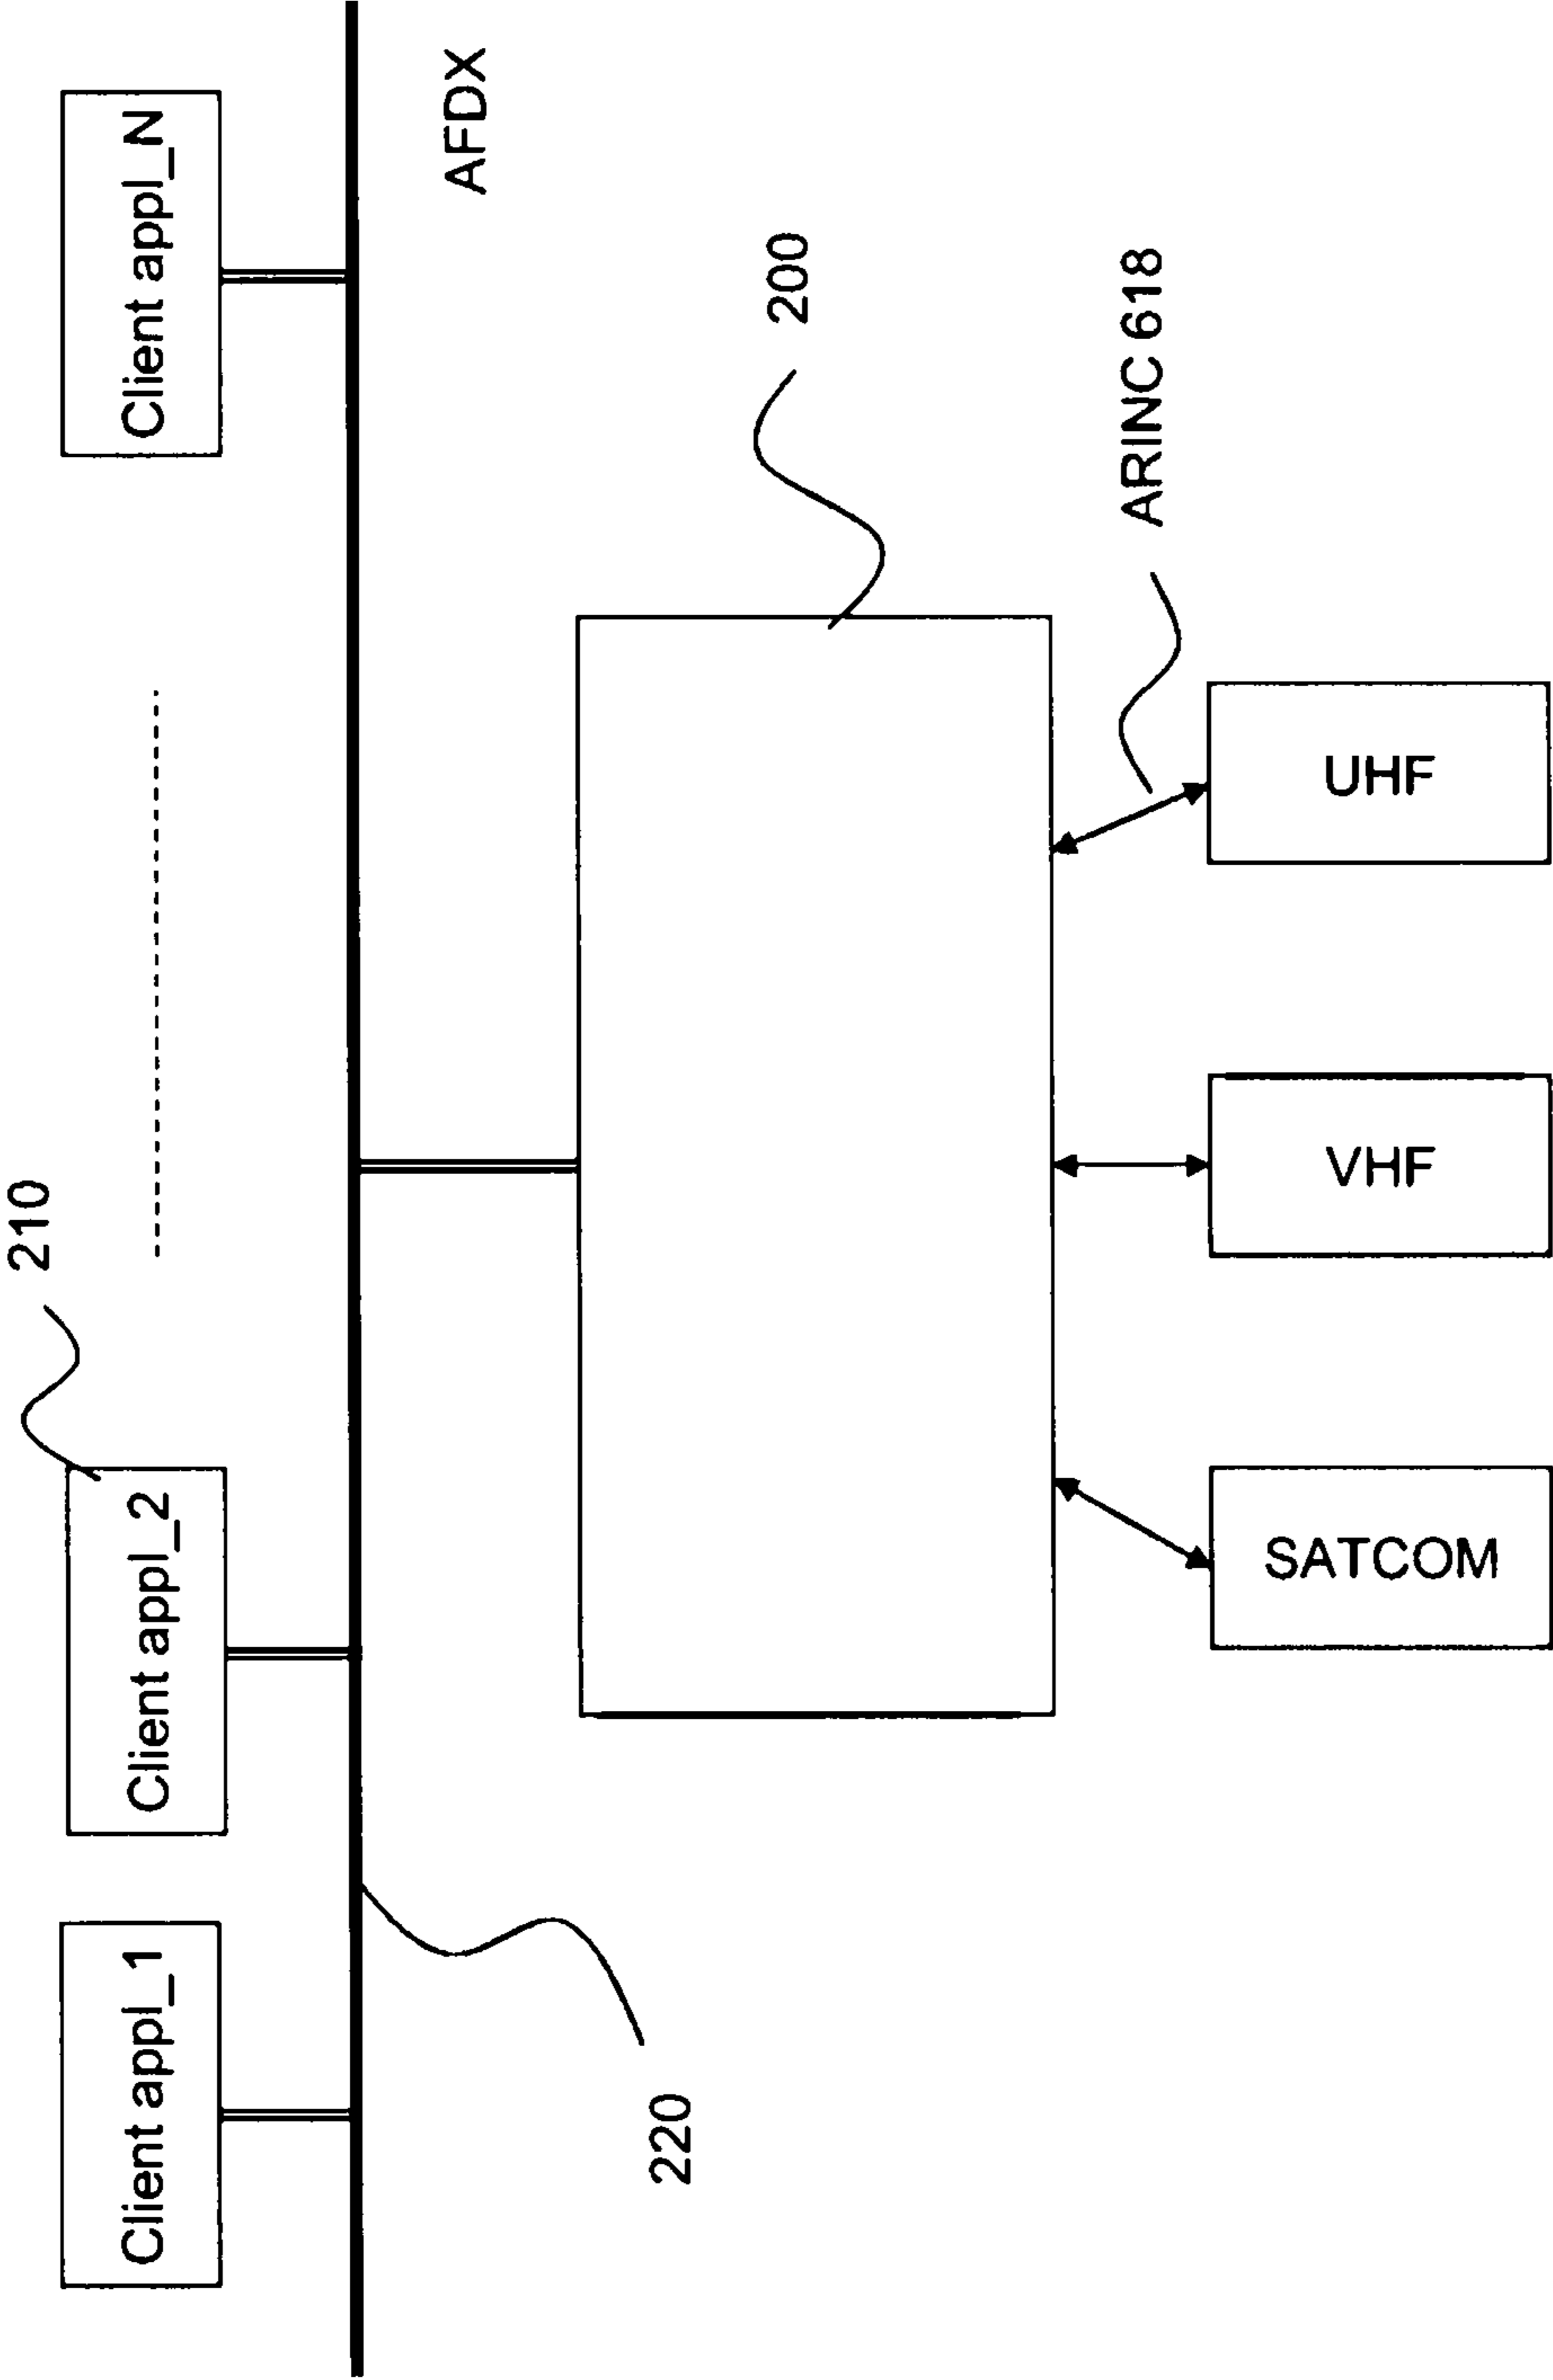 210
Client appl_1
Client appl_2
Client appl_N
AFDX
220
200
ARINC 618
SATCOM
VHF
UHF